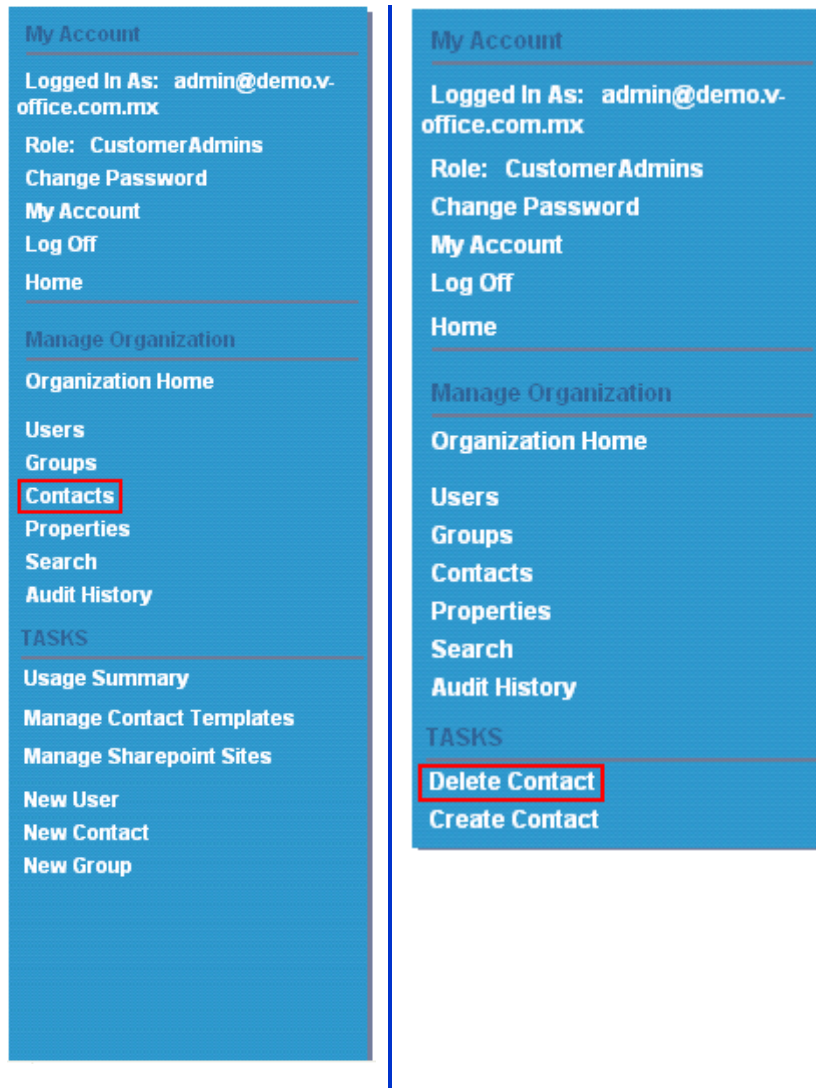 My Account
Logged In As: admin@demo.v-
office.com.mx
Role: CustomerAdmins
Change Password
My Account
Log Off
Home
Manage Organization
Organization Home
Users
Groups
Contacts
Properties
Search
Audit History
TASKS
Usage Summary
Manage Contact Templates
Manage Sharepoint Sites
New User
New Contact
New Group
My Account
Logged In As: admin@demo.v-
office.com.mx
Role: CustomerAdmins
Change Password
My Account
Log Off
Home
Manage Organization
Organization Home
Users
Groups
Contacts
Properties
Search
Audit History
TASKS
Delete Contact
Create Contact